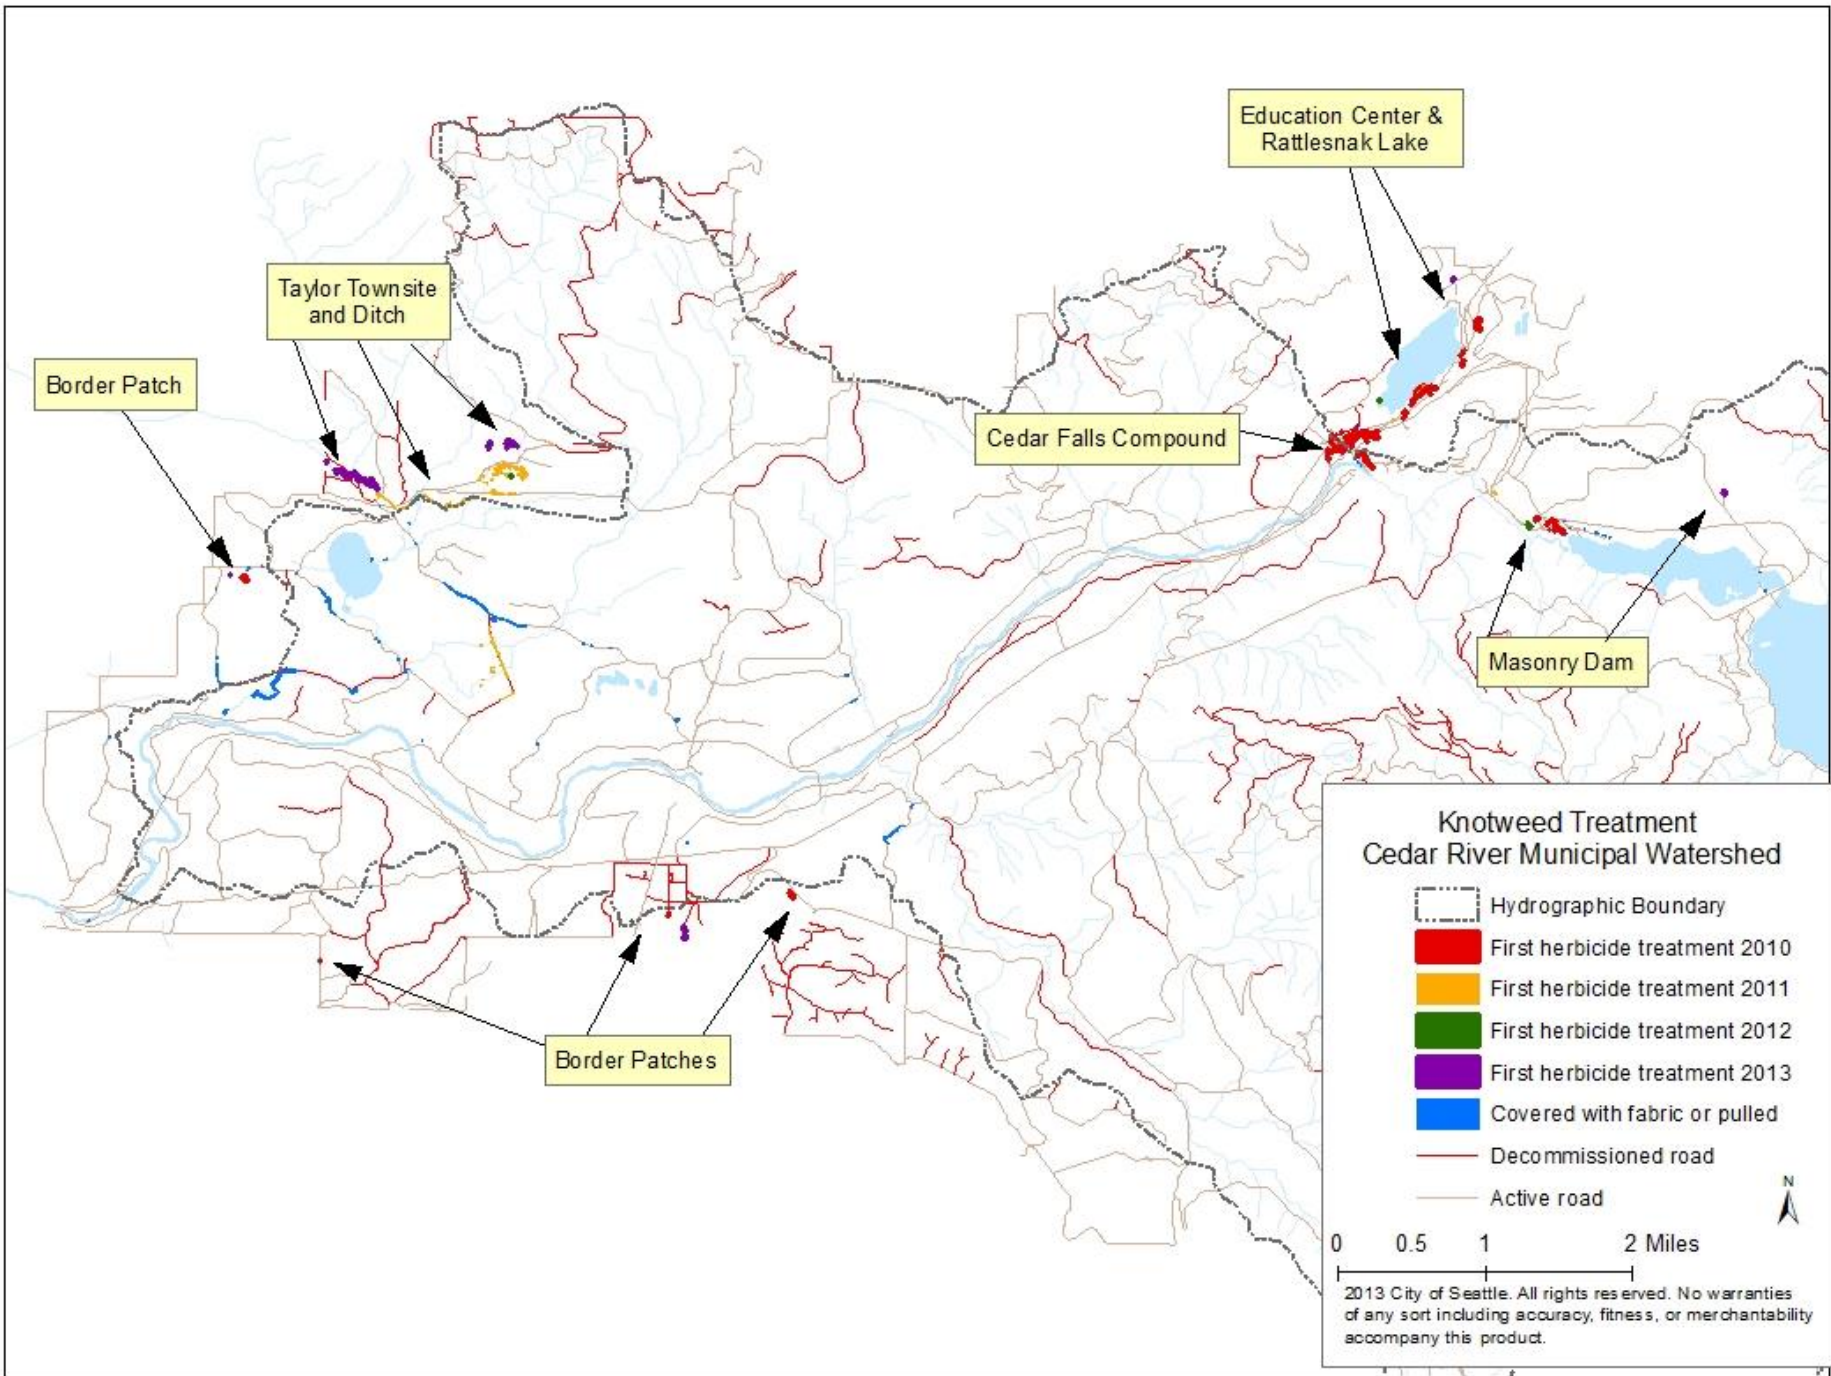 Education Center &
Rattlesnak Lake
Taylor Townsite
and Ditch
Border Patch
Cedar Falls Compound
Masonry Dam
Border Patches
Knotweed Treatment
Cedar River Municipal Watershed
Hydrographic Boundary
First herbicide treatment 2010
First herbicide treatment 2011
First herbicide treatment 2012
First herbicide treatment 2013
Covered with fabric or pulled
Decommissioned road
Active road
N
0 0.5 1 2 Miles
2013 City of Seattle. All rights reserved. No warranties
of any sort including accuracy, fitness, or merchantability
accompany this product.